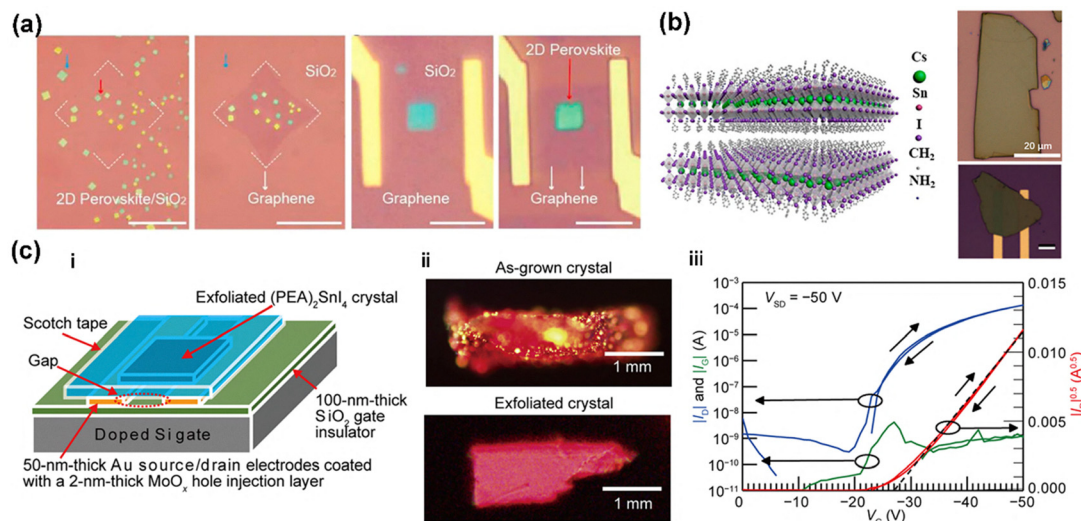 (a)
SiO2
2D Perovskite/SiO2
Graphene
SiO2
Graphene
2D Perovskite
Graphene
(b)
Cs
Sn
I
CH2
NH2
20 μm
(c)
i
Exfoliated (PEA)2SnI4 crystal
Scotch tape
Gap
100-nm-thick
SiO2 gate
insulator
Doped Si gate
50-nm-thick Au source/drain electrodes coated
with a 2-nm-thick MoOx hole injection layer
ii
As-grown crystal
1 mm
Exfoliated crystal
1 mm
iii
VSD = −50 V
|ID| and |IG| (A)
10−3
10−4
10−5
10−6
10−7
10−8
10−9
10−10
10−11
0.015
0.010
0.005
0.000
|ID|0.5 (A0.5)
0
−10
−20
−30
−40
−50
VG (V)